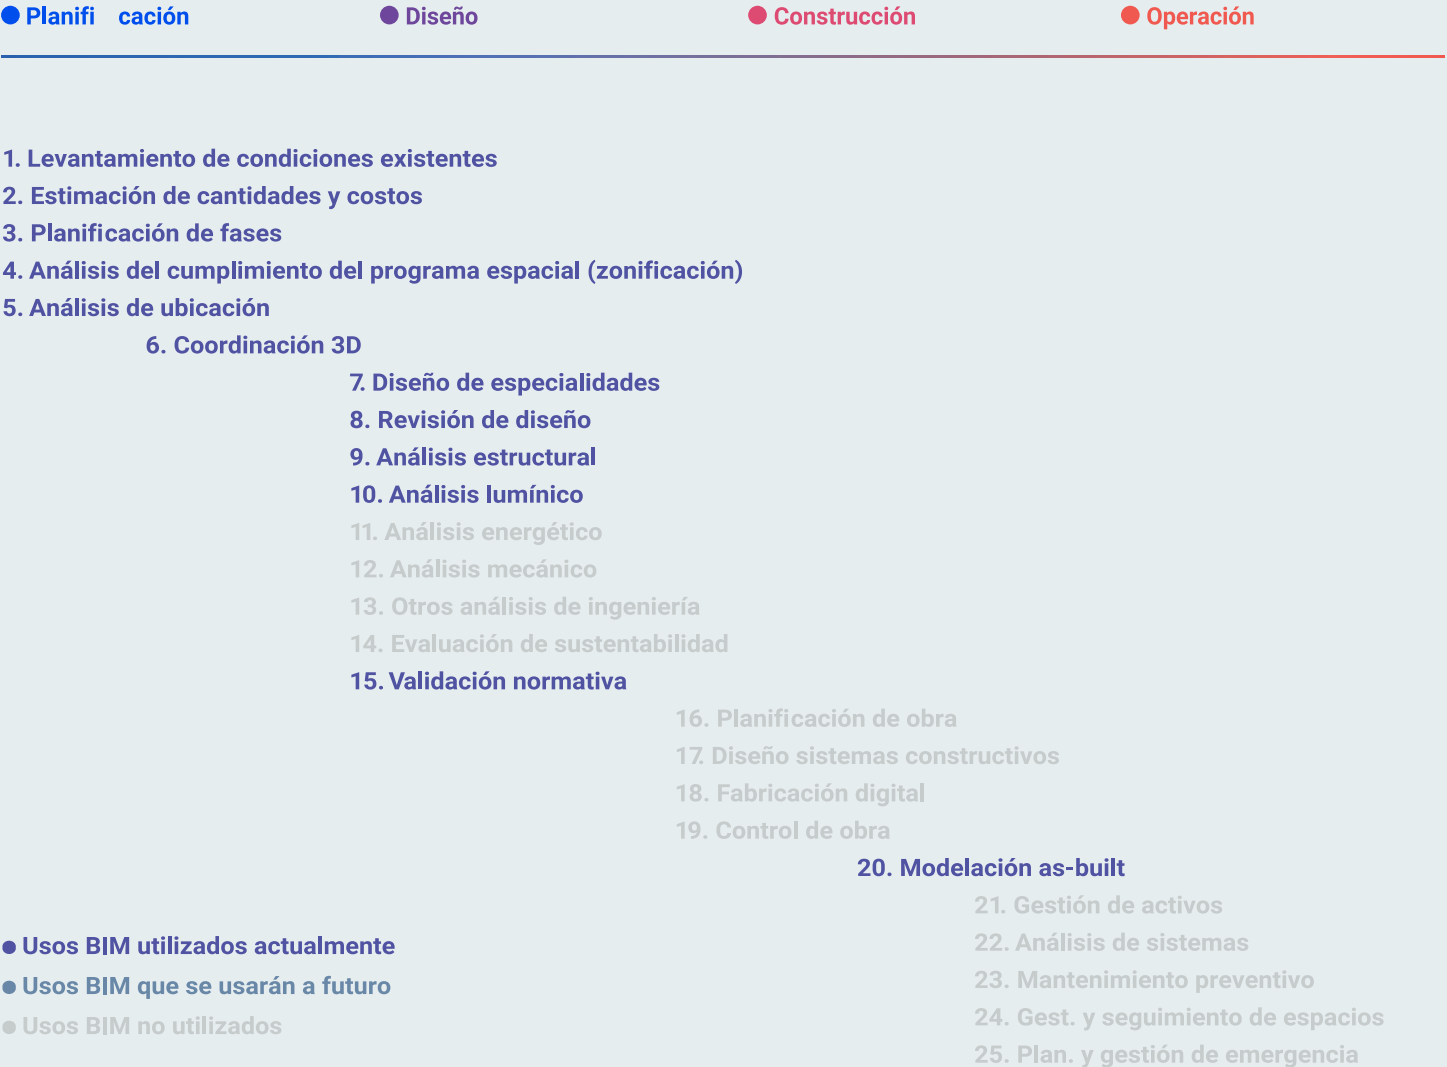 Planifi cación
Diseño
Construcción
Operación
1. Levantamiento de condiciones existentes
2. Estimación de cantidades y costos
3. Planificación de fases
4. Análisis del cumplimiento del programa espacial (zonificación)
5. Análisis de ubicación
6. Coordinación 3D
7. Diseño de especialidades
8. Revisión de diseño
9. Análisis estructural
10. Análisis lumínico
11. Análisis energético
12. Análisis mecánico
13. Otros análisis de ingeniería
14. Evaluación de sustentabilidad
15. Validación normativa
16. Planificación de obra
17. Diseño sistemas constructivos
18. Fabricación digital
19. Control de obra
20. Modelación as-built
21. Gestión de activos
22. Análisis de sistemas
23. Mantenimiento preventivo
24. Gest. y seguimiento de espacios
25. Plan. y gestión de emergencia
Usos BIM utilizados actualmente
Usos BIM que se usarán a futuro
Usos BIM no utilizados